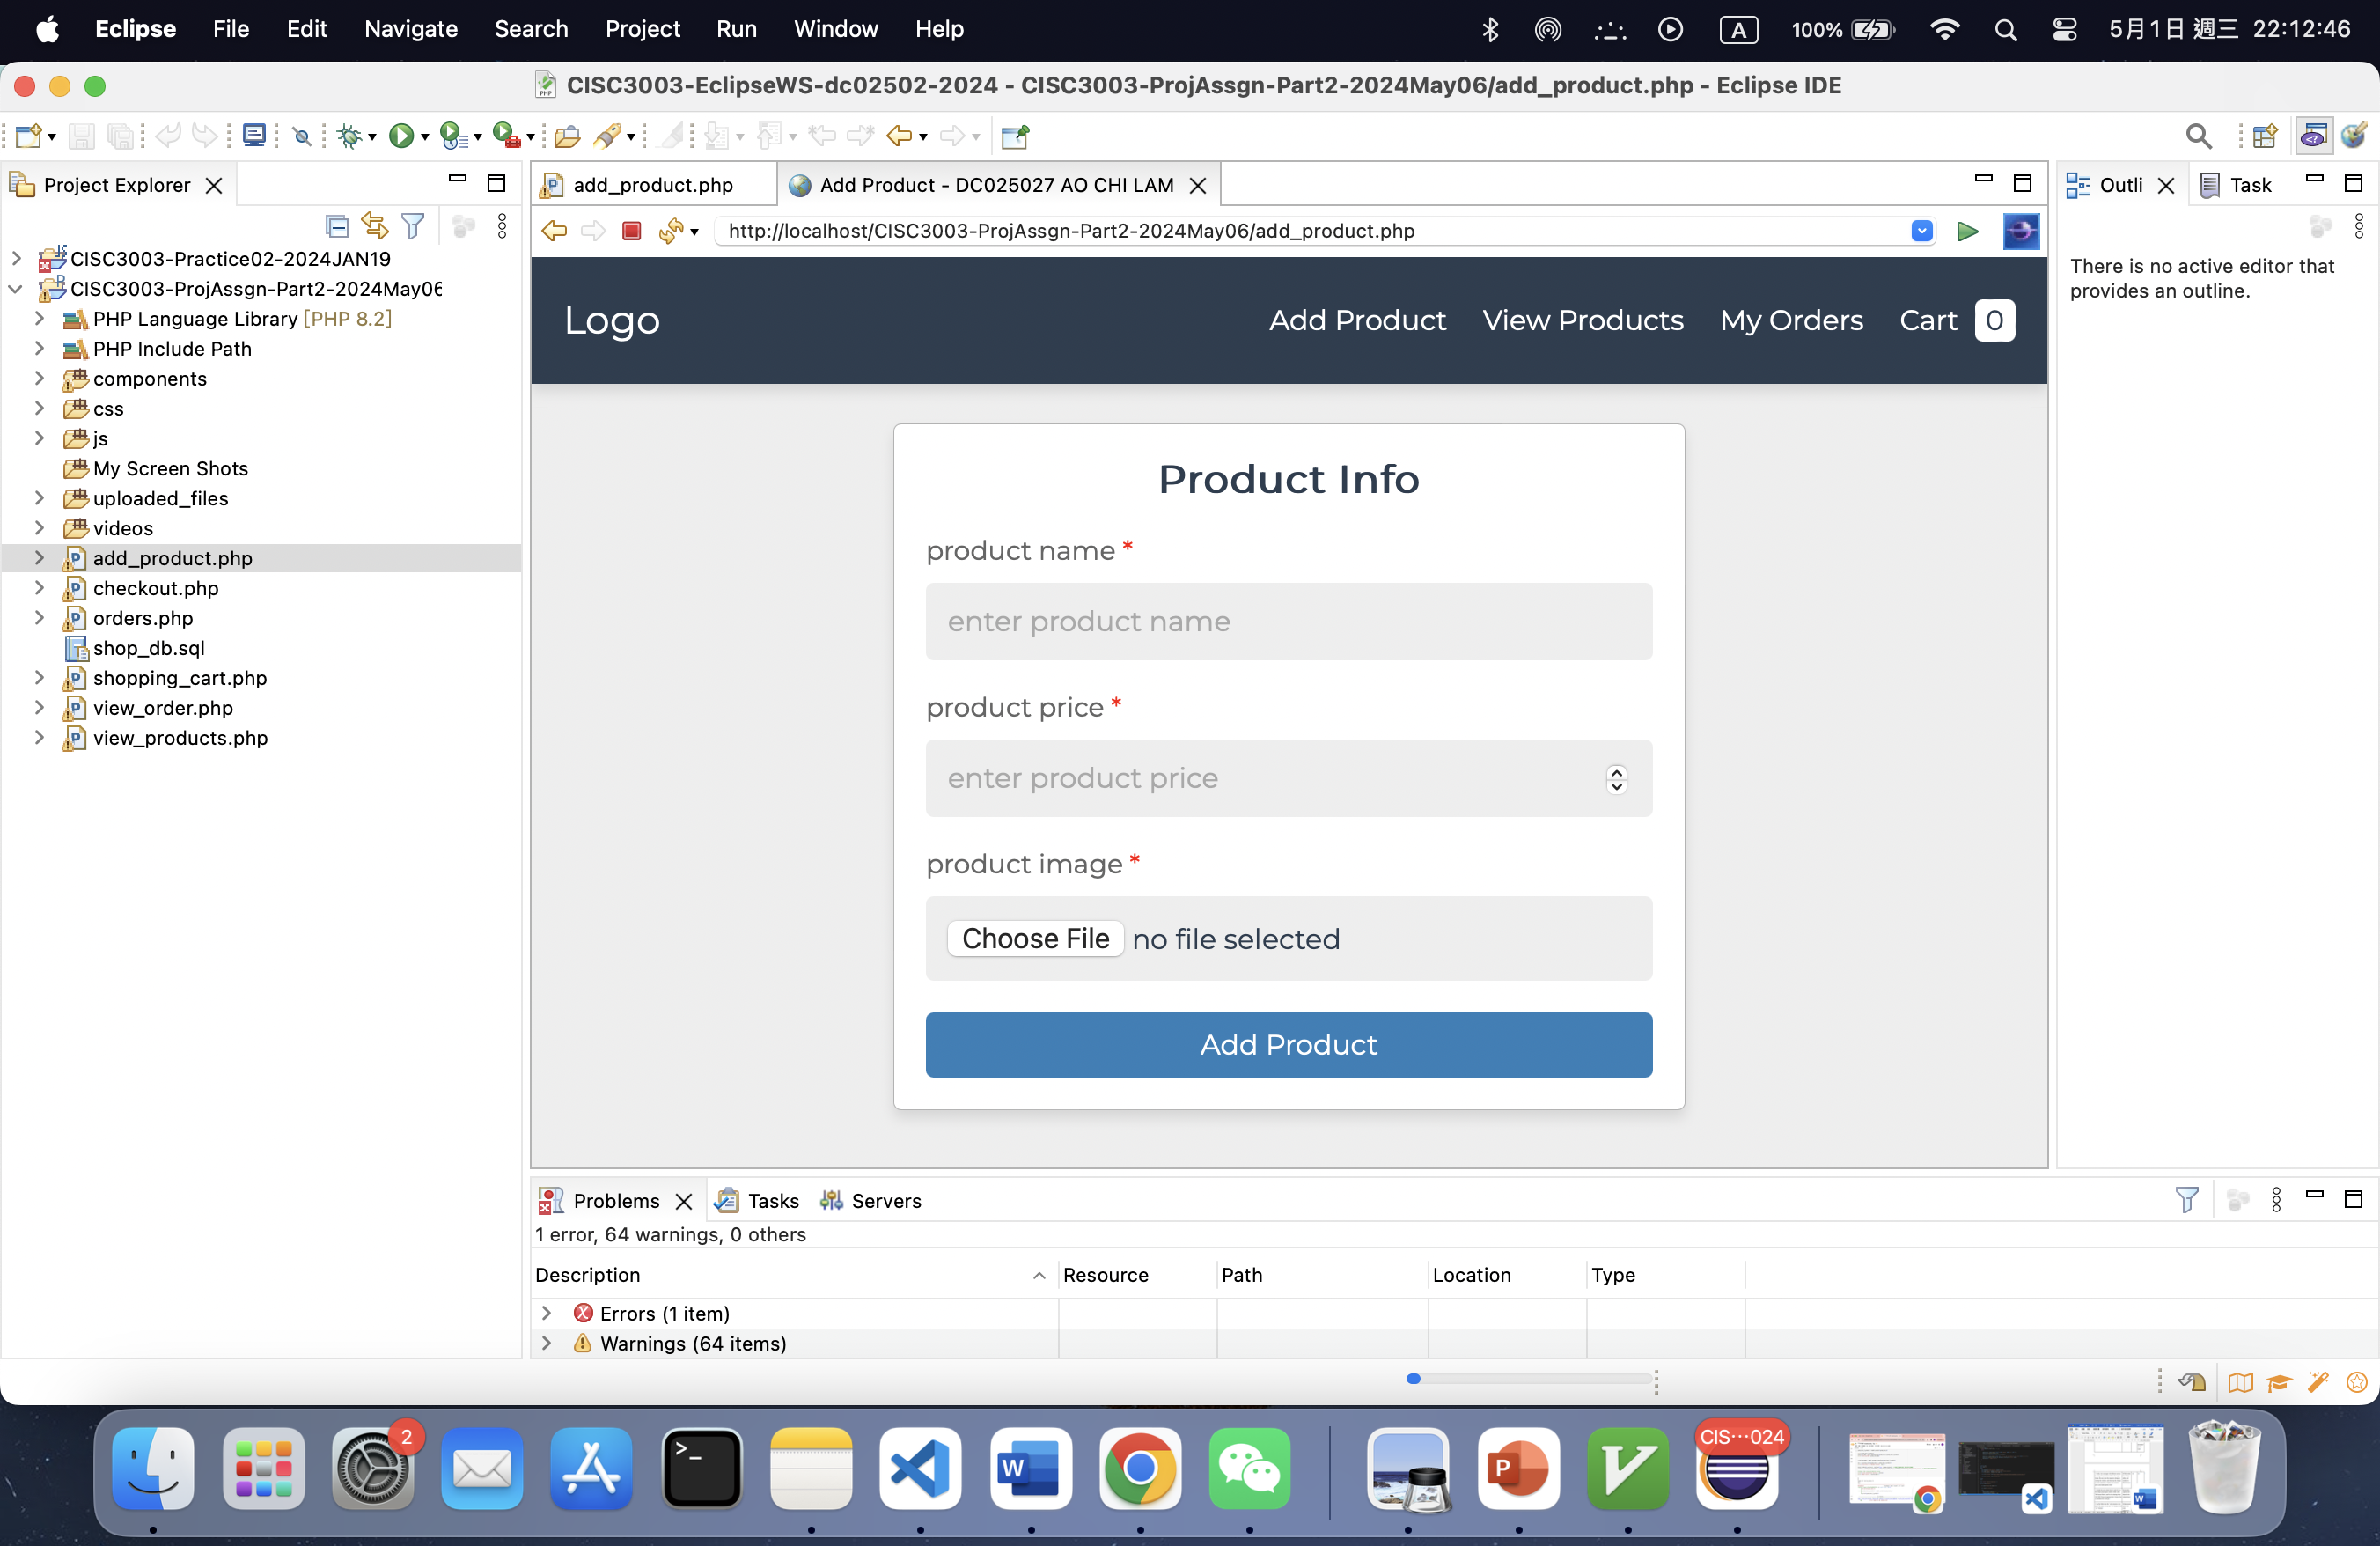 Eclipse File Edit Navigate Search Project Run Window Help A 100% 5月1日 週三 22:12:46
CISC3003-EclipseWS-dc02502-2024 - CISC3003-ProjAssgn-Part2-2024May06/add_product.php - Eclipse IDE
Project Explorer
CISC3003-Practice02-2024JAN19
CISC3003-ProjAssgn-Part2-2024May06
PHP Language Library [PHP 8.2]
PHP Include Path
components
css
js
My Screen Shots
uploaded_files
videos
add_product.php
checkout.php
orders.php
shop_db.sql
shopping_cart.php
view_order.php
view_products.php
add_product.php Add Product - DC025027 AO CHI LAM
http://localhost/CISC3003-ProjAssgn-Part2-2024May06/add_product.php
Logo Add Product View Products My Orders Cart 0
Product Info
product name *
enter product name
product price *
enter product price
product image *
Choose File no file selected
Add Product
Outli Task
There is no active editor that
provides an outline.
Problems Tasks Servers
1 error, 64 warnings, 0 others
Description Resource Path Location Type
Errors (1 item)
Warnings (64 items)
2
CIS···024